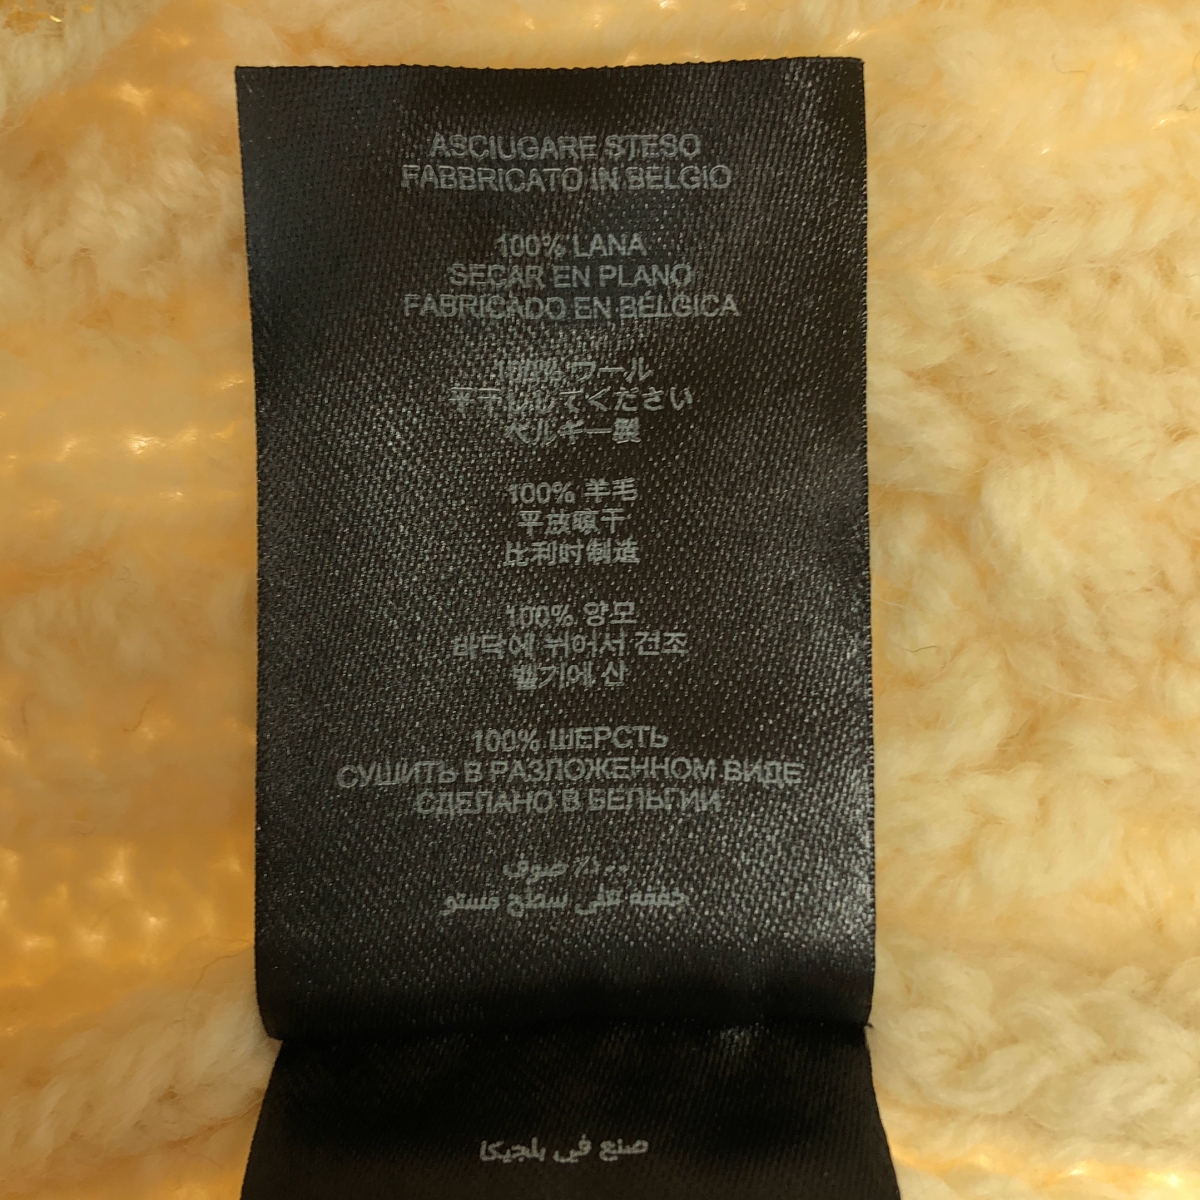 ASCIUGARE STESO
FABBRICATO IN BELGIO
100% LANA
SECAR EN PLANO
FABRICADO EN BÉLGICA
100% ウール
平干ししてください
ベルギー製
100% 羊毛
平放晾干
比利时制造
100% 양모
바닥에 뉘어서 건조
벨기에 산
100% ШЕРСТЬ
СУШИТЬ В РАЗЛОЖЕННОМ ВИДЕ
СДЕЛАНО В БЕЛЬГИИ
١٠٠٪ صوف
جففه على سطح مستو
صنع في بلجيكا